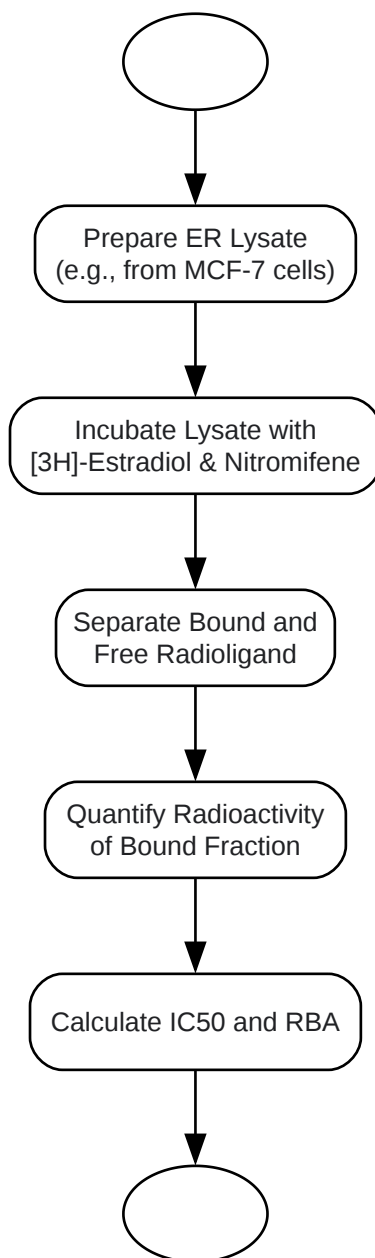 Prepare ER Lysate
(e.g., from MCF-7 cells)
Incubate Lysate with
[3H]-Estradiol & Nitromifene
Separate Bound and
Free Radioligand
Quantify Radioactivity
of Bound Fraction
Calculate IC50 and RBA